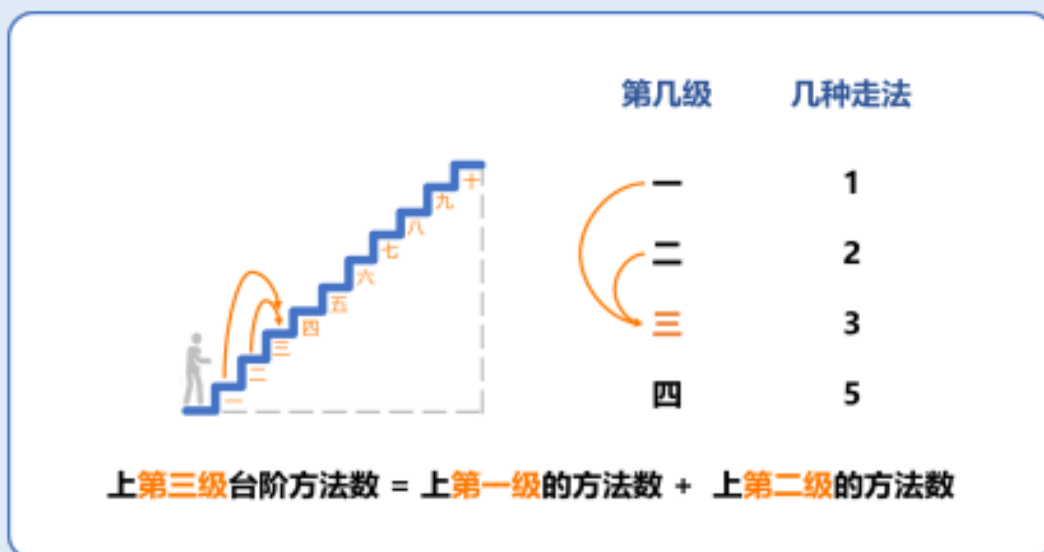 第几级 几种走法
一 1
二 2
三 3
四 5
十
九
八
七
六
五
四
三
二
一
上第三级台阶方法数 = 上第一级的方法数 + 上第二级的方法数